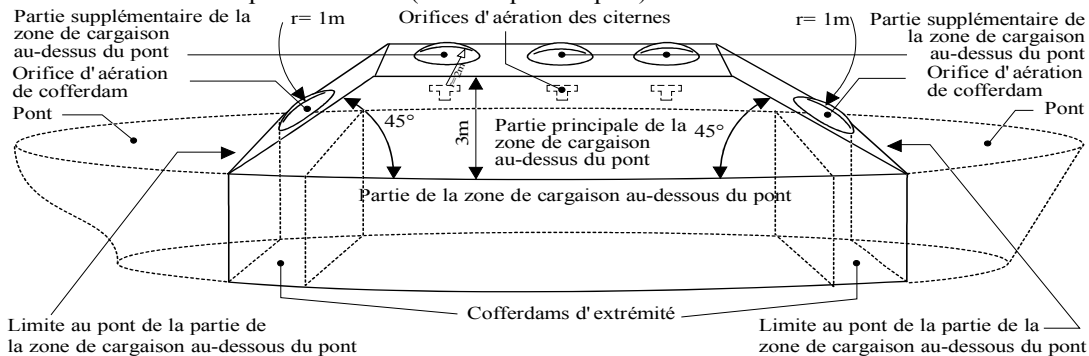 Partie supplémentaire de la
zone de cargaison
au-dessus du pont
r= 1m
Orifices d'aération des citernes
r= 1m
Partie supplémentaire de
la zone de cargaison
au-dessus du pont
Orifice d'aération
de cofferdam
Orifice d'aération
de cofferdam
Pont
Pont
45°
3m
Partie principale de la
zone de cargaison
au-dessus du pont
45°
Partie de la zone de cargaison au-dessous du pont
Cofferdams d'extrémité
Limite au pont de la partie de
la zone de cargaison au-dessous du pont
Limite au pont de la partie de la
zone de cargaison au-dessous du pont